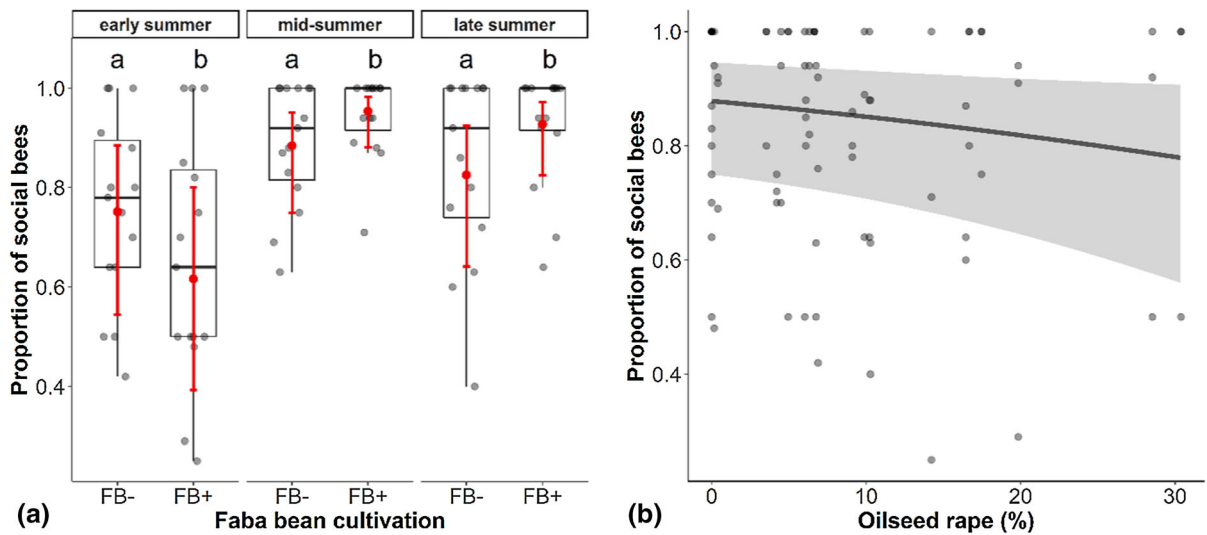 early summer mid-summer late summer
a b a b a b
Proportion of social bees
1.0
0.8
0.6
0.4
FB- FB+ FB- FB+ FB- FB+
(a) Faba bean cultivation
Proportion of social bees
1.0
0.8
0.6
0.4
0 10 20 30
(b) Oilseed rape (%)